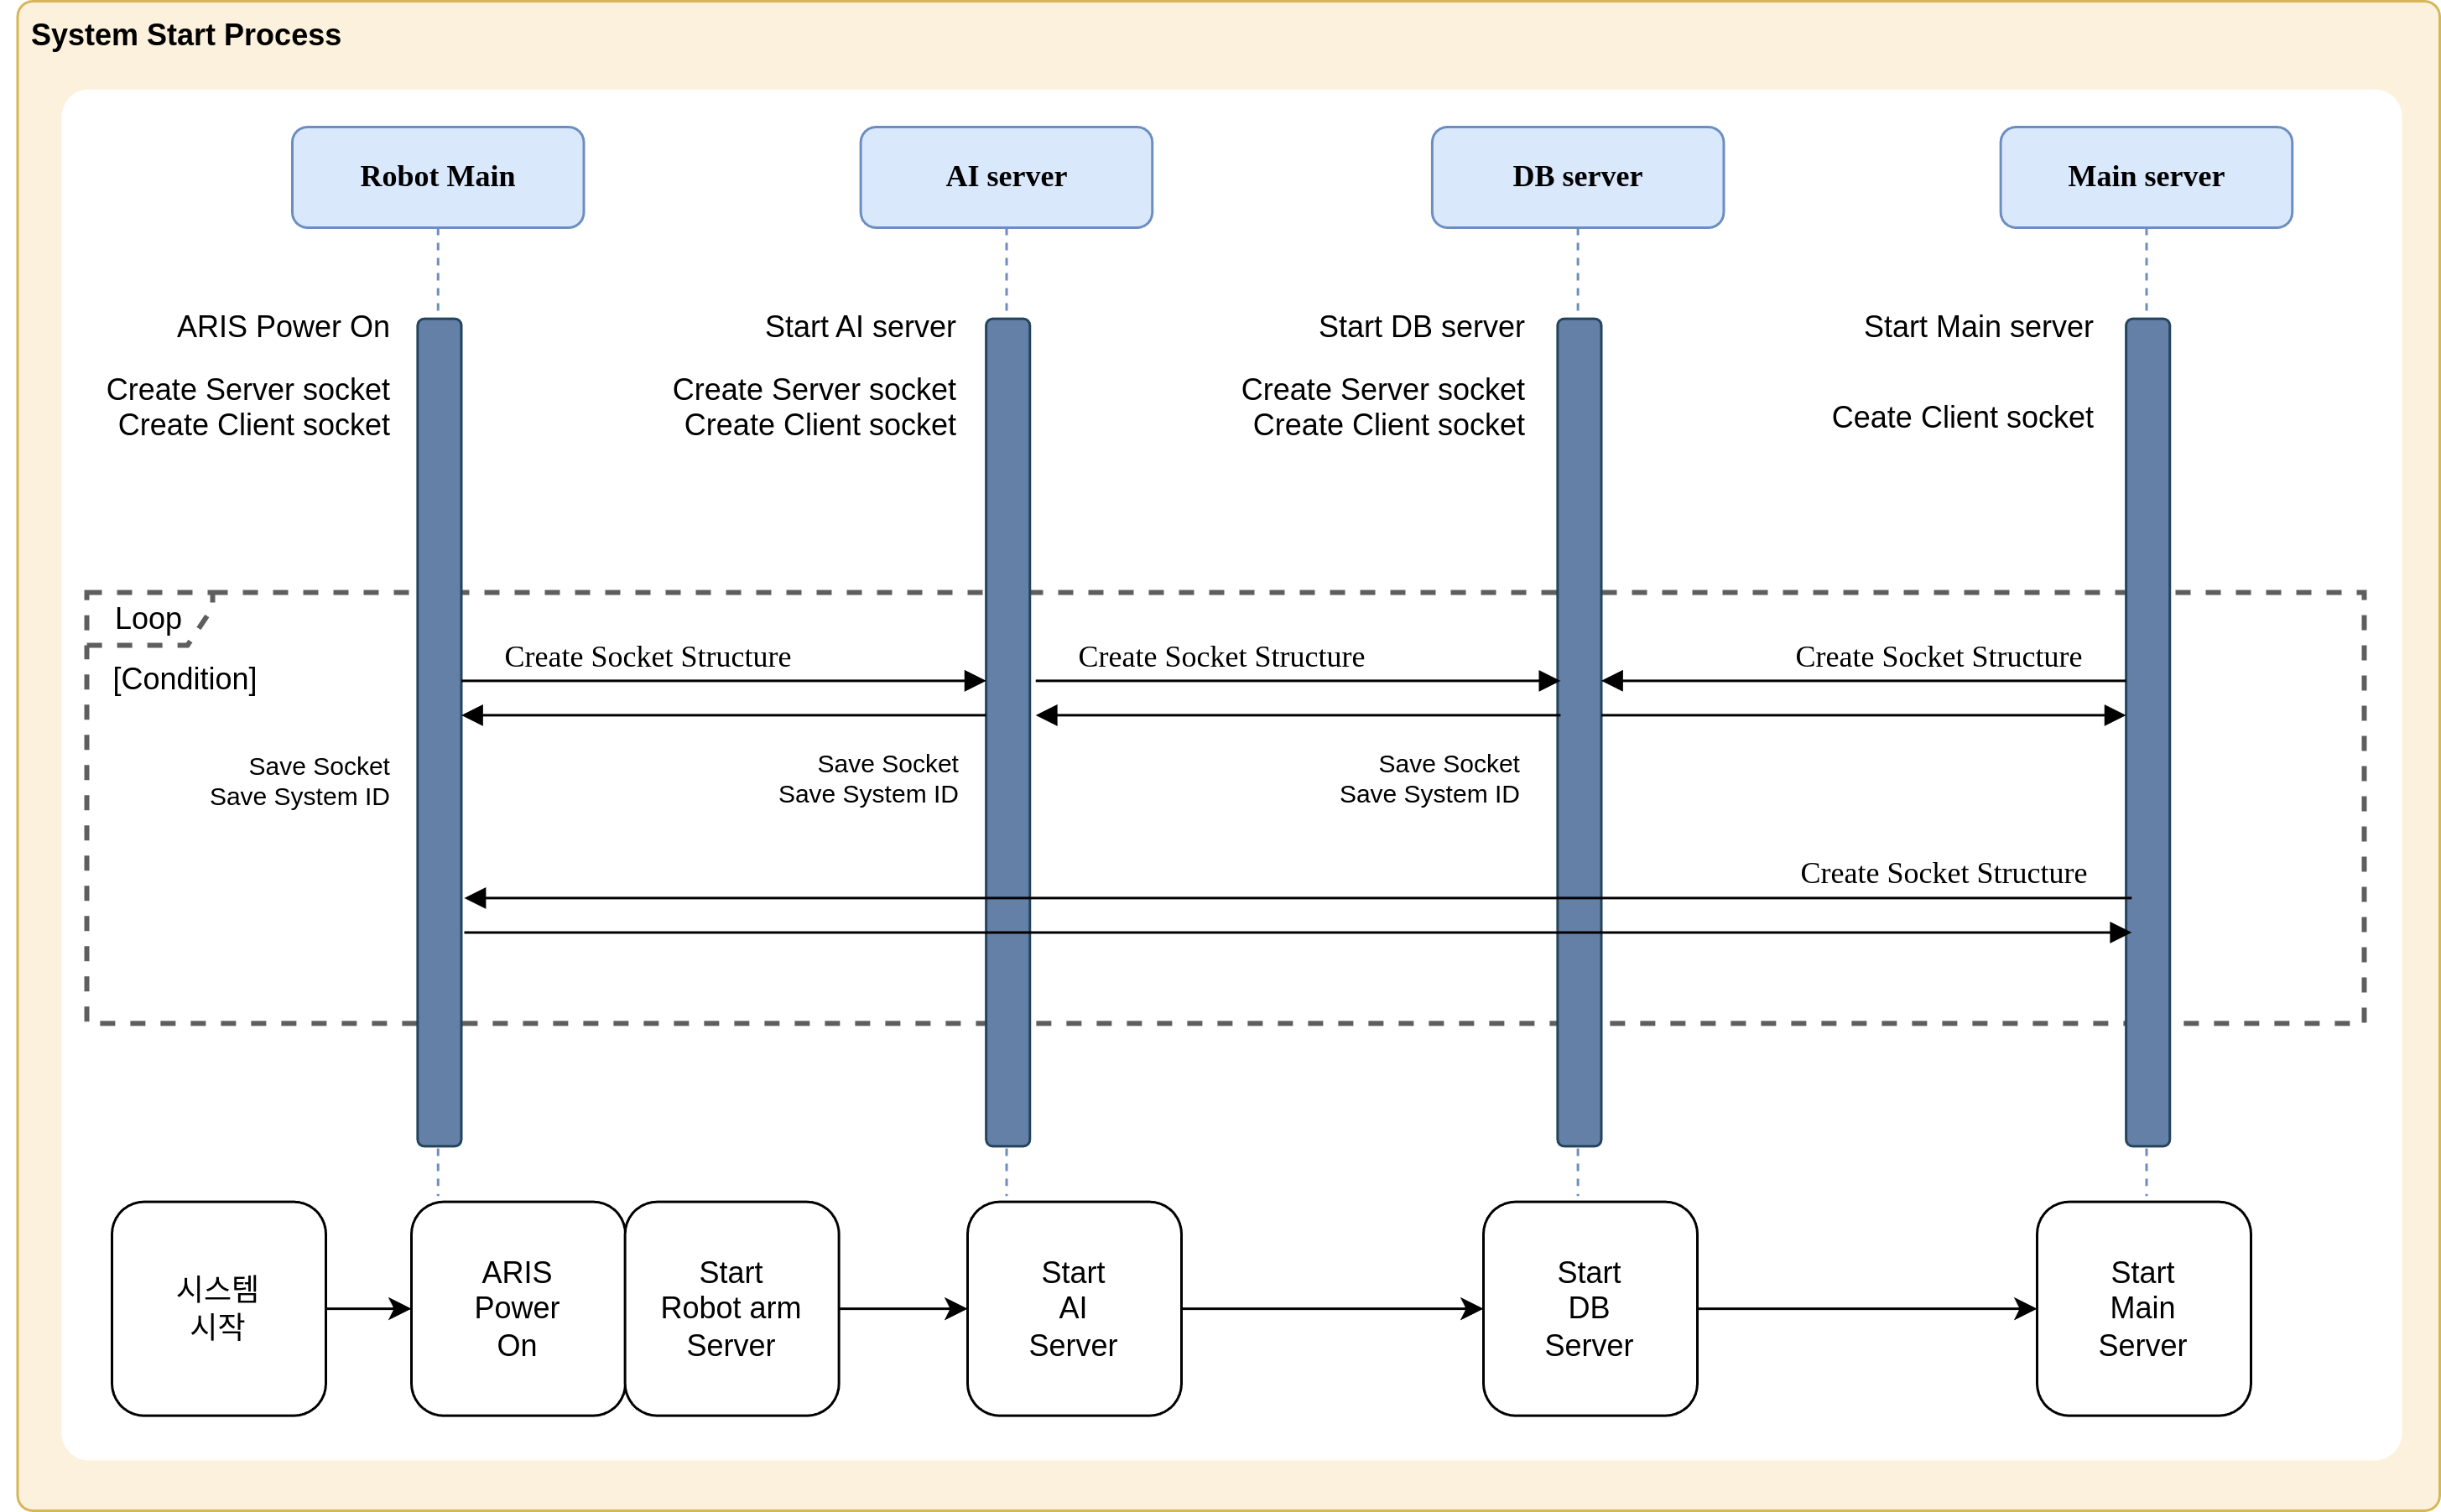 System Start Process
Robot Main
AI server
DB server
Main server
ARIS Power On
Start AI server
Start DB server
Start Main server
Create Server socket
Create Client socket
Create Server socket
Create Client socket
Create Server socket
Create Client socket
Ceate Client socket
Loop
[Condition]
Create Socket Structure
Create Socket Structure
Create Socket Structure
Save Socket
Save System ID
Save Socket
Save System ID
Save Socket
Save System ID
Create Socket Structure
시스템
시작
ARIS
Power
On
Start
Robot arm
Server
Start
AI
Server
Start
DB
Server
Start
Main
Server